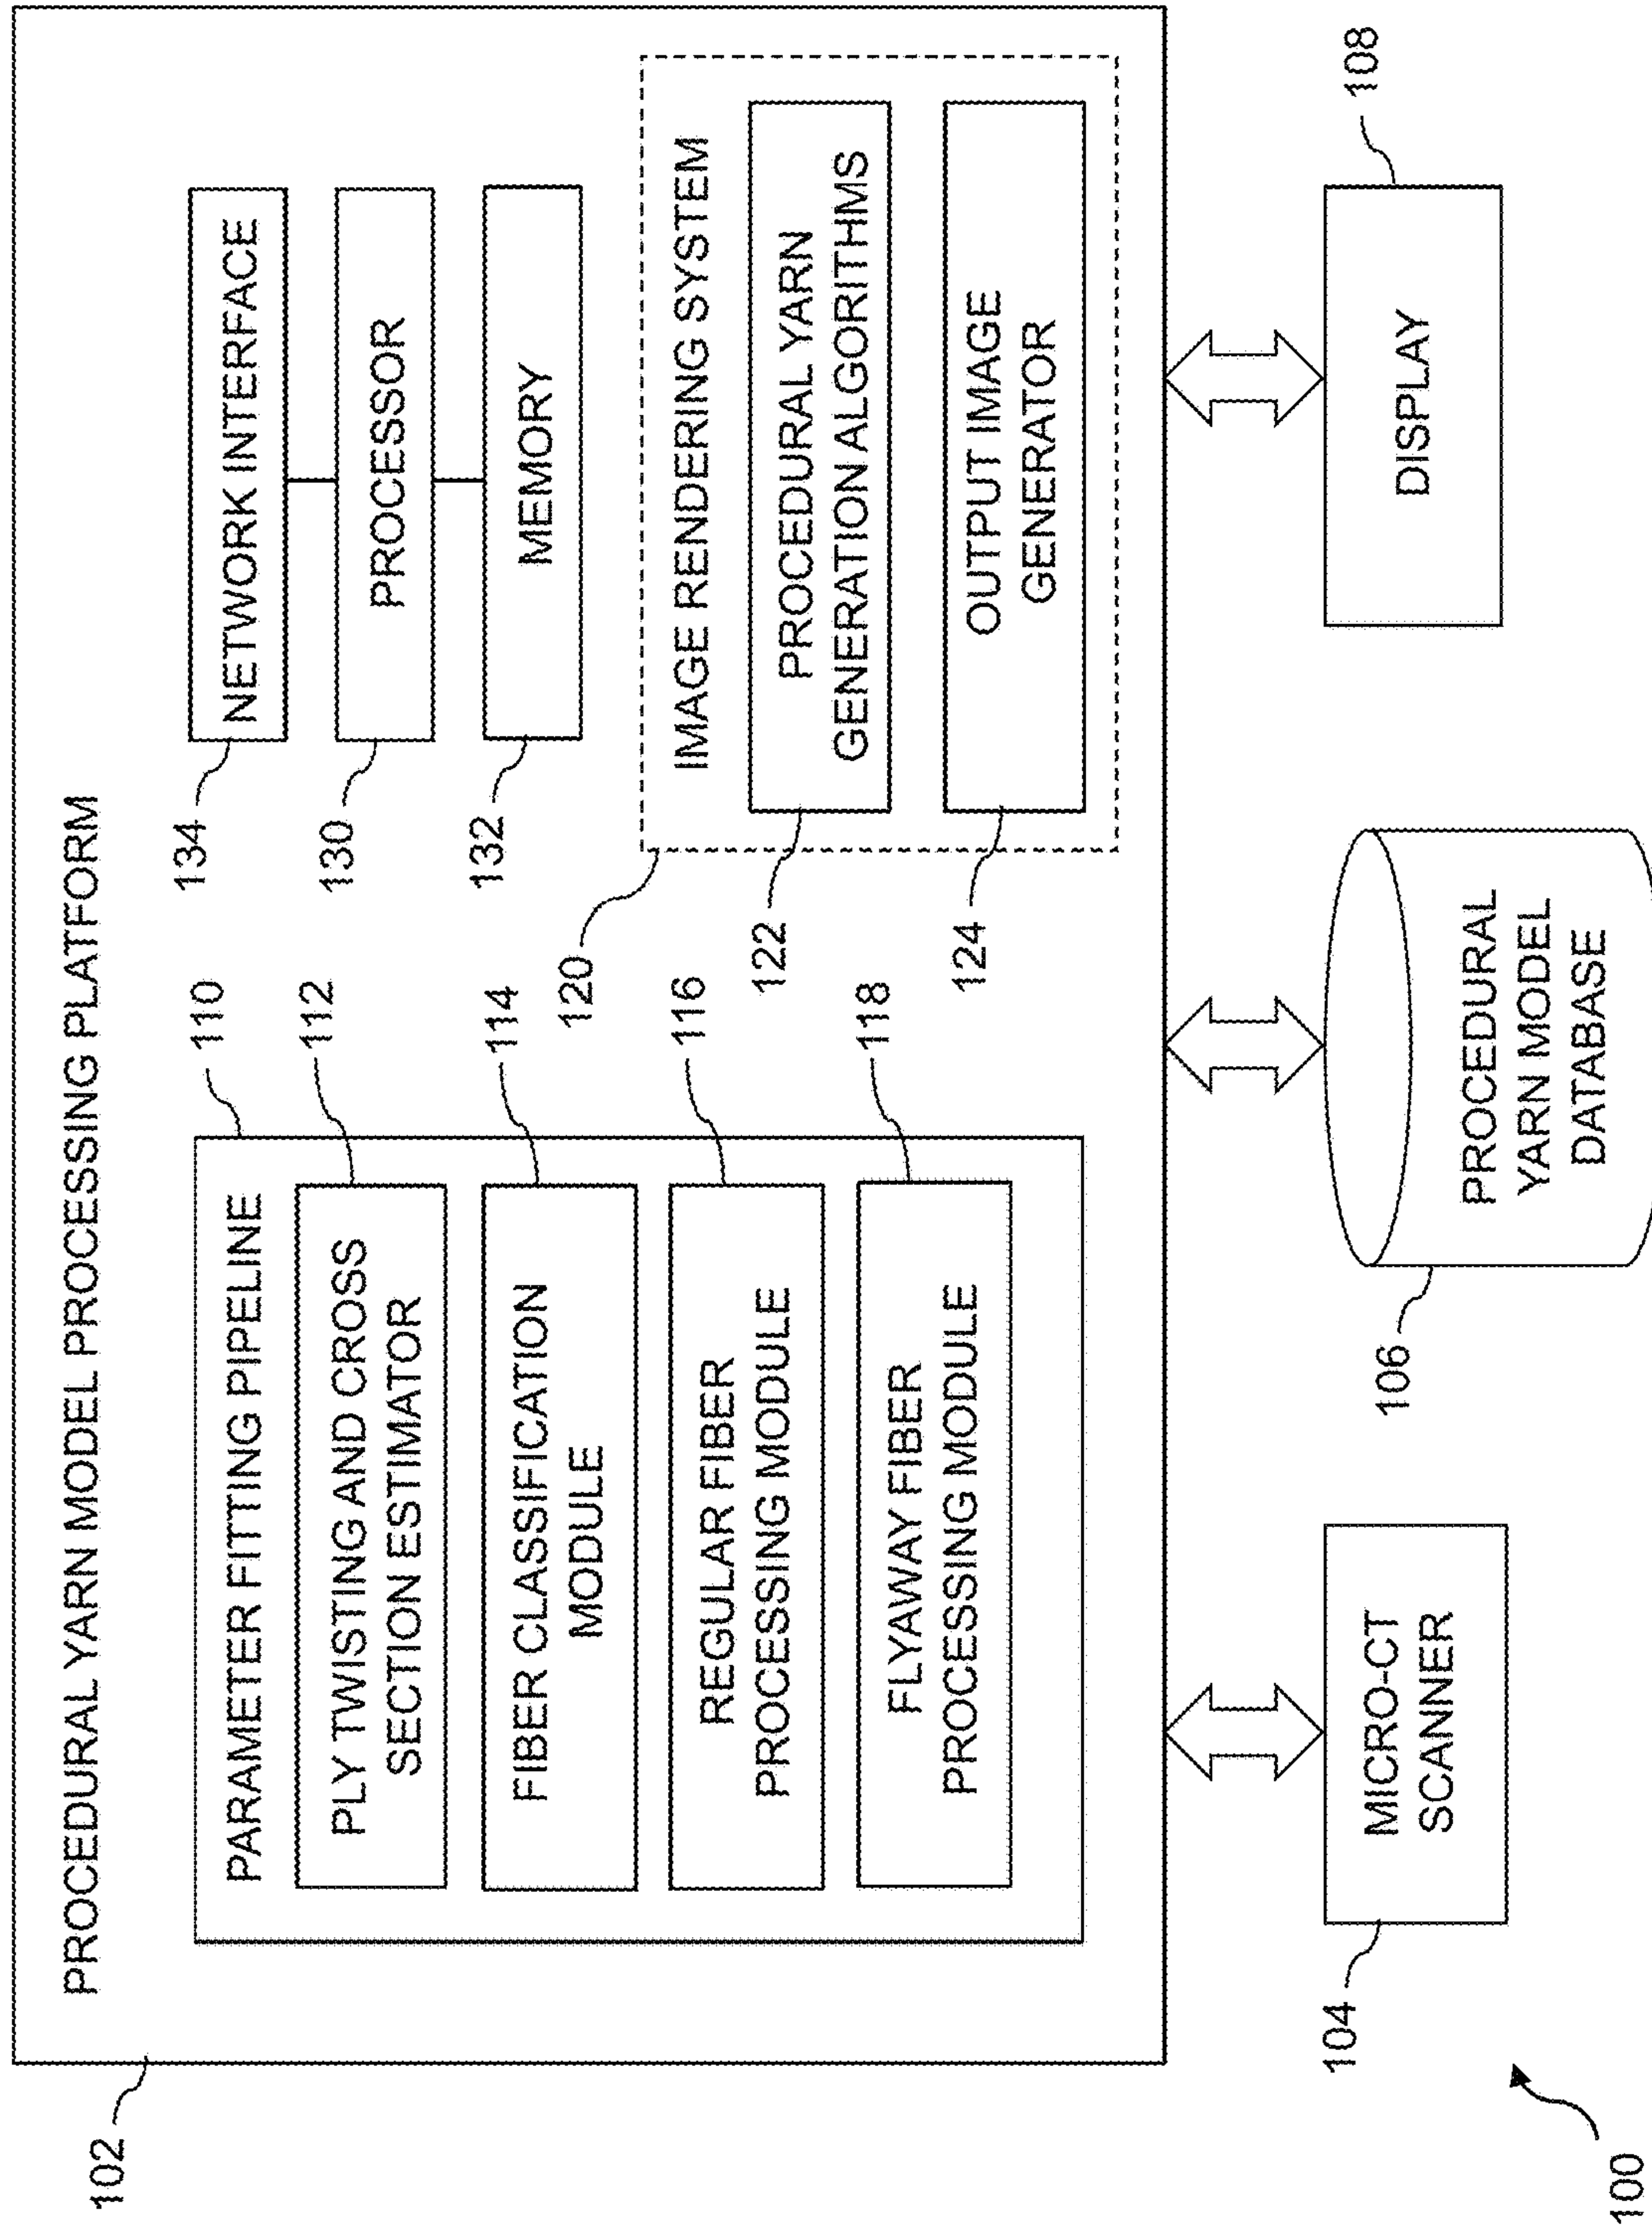 PROCEDURAL YARN MODEL PROCESSING PLATFORM
102
PARAMETER FITTING PIPELINE
110
PLY TWISTING AND CROSS
SECTION ESTIMATOR
112
FIBER CLASSIFICATION
MODULE
114
REGULAR FIBER
PROCESSING MODULE
116
FLYAWAY FIBER
PROCESSING MODULE
118
134
NETWORK INTERFACE
130
PROCESSOR
132
MEMORY
120
IMAGE RENDERING SYSTEM
122
PROCEDURAL YARN
GENERATION ALGORITHMS
124
OUTPUT IMAGE
GENERATOR
104
MICRO-CT
SCANNER
106
PROCEDURAL
YARN MODEL
DATABASE
DISPLAY
108
100